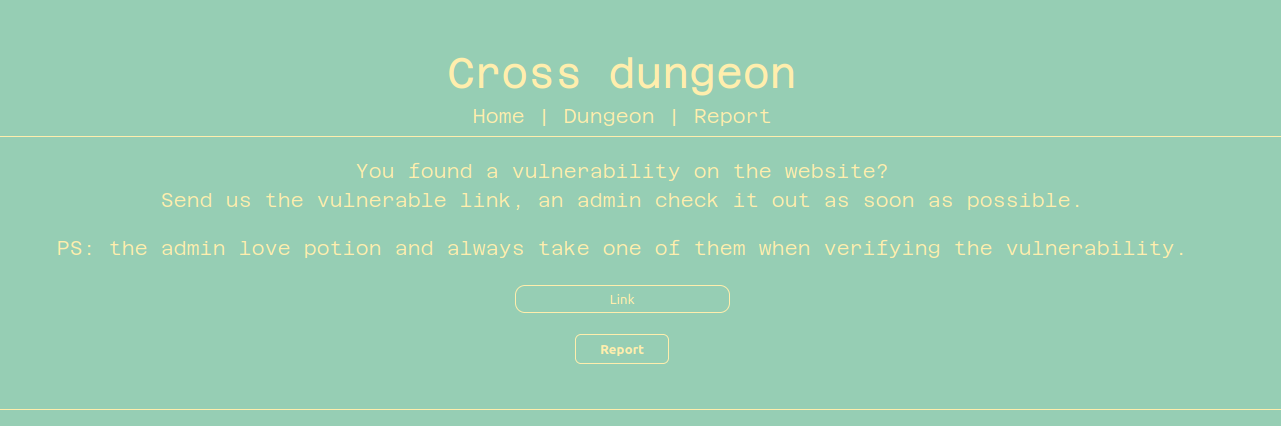 Cross dungeon
Home | Dungeon | Report
You found a vulnerability on the website?
Send us the vulnerable link, an admin check it out as soon as possible.
PS: the admin love potion and always take one of them when verifying the vulnerability.
Link
Report